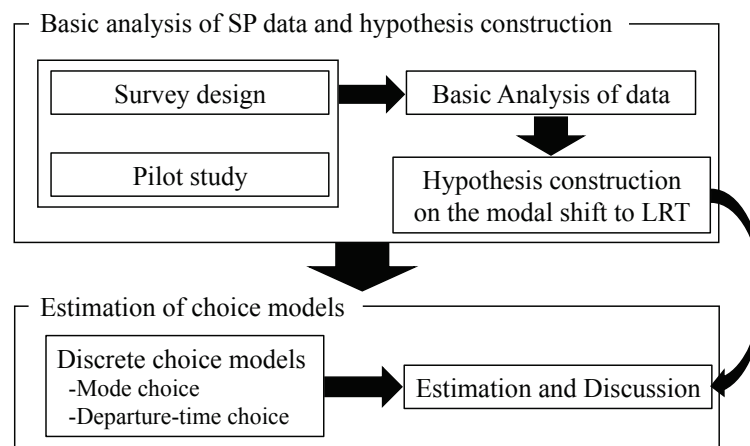 Basic analysis of SP data and hypothesis construction
Survey design
Pilot study
Basic Analysis of data
Hypothesis construction
on the modal shift to LRT
Estimation of choice models
Discrete choice models
-Mode choice
-Departure-time choice
Estimation and Discussion